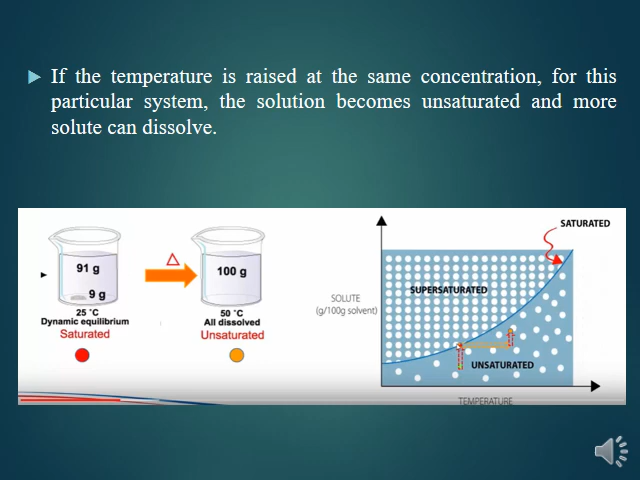 If the temperature is raised at the same concentration, for this
particular system, the solution becomes unsaturated and more
solute can dissolve.
91 g
9 g
25 °C
Dynamic equilibrium
Saturated
Δ
100 g
50 °C
All dissolved
Unsaturated
SATURATED
SUPERSATURATED
SOLUTE
(g/100g solvent)
UNSATURATED
TEMPERATURE